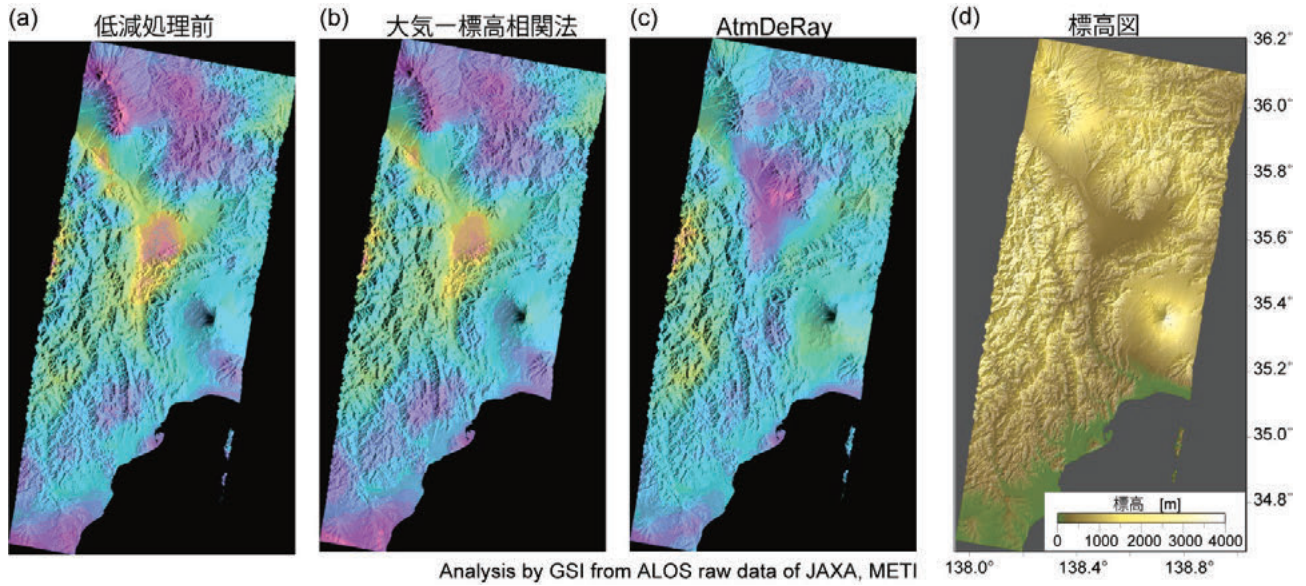 (a) 低減処理前
(b) 大気ー標高相関法
(c) AtmDeRay
(d) 標高図
36.2°
36.0°
35.8°
35.6°
35.4°
35.2°
35.0°
34.8°
標高 [m]
0 1000 2000 3000 4000
138.0° 138.4° 138.8°
Analysis by GSI from ALOS raw data of JAXA, METI